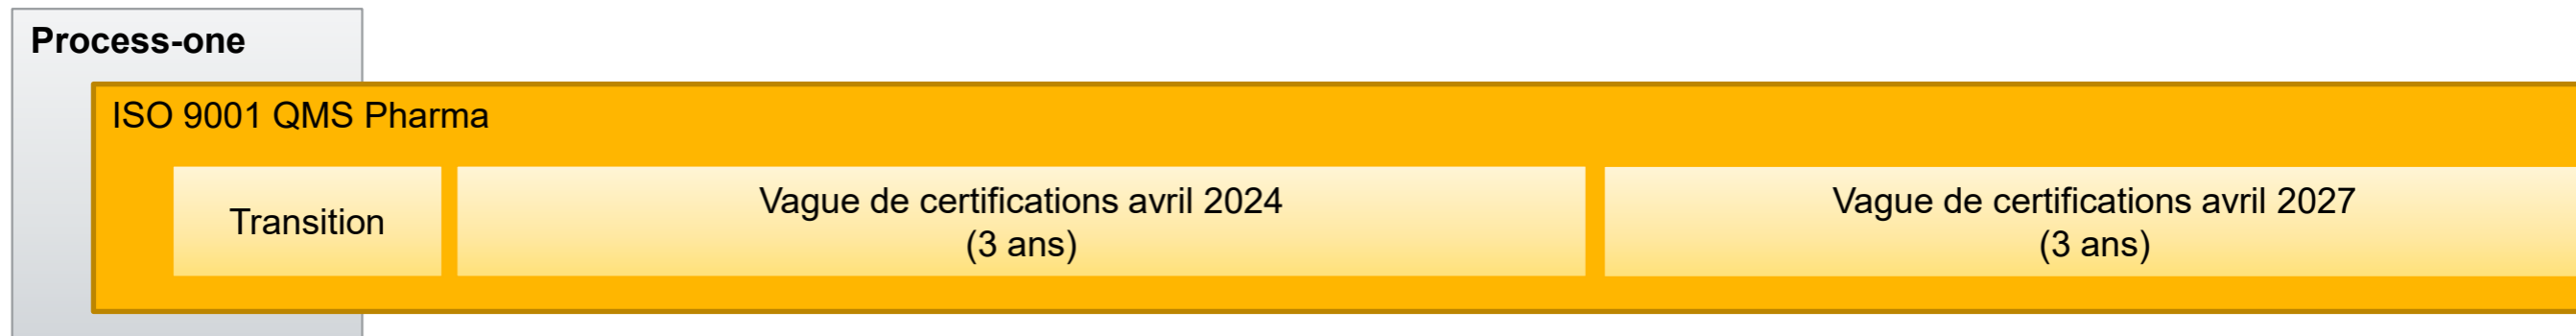 Process-one
ISO 9001 QMS Pharma
Transition
Vague de certifications avril 2024
(3 ans)
Vague de certifications avril 2027
(3 ans)